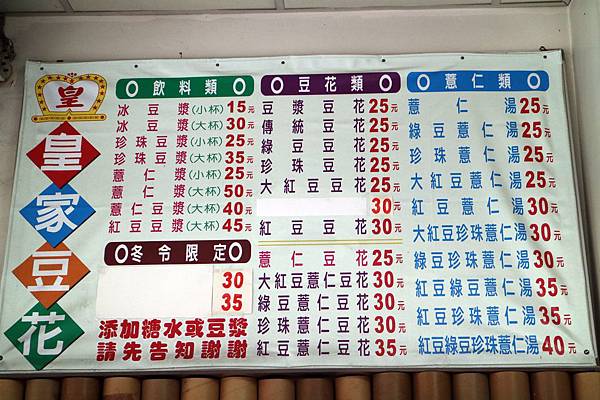 皇
皇
家
豆
花
飲料類
冰豆漿(小杯)15元
冰豆漿(大杯)30元
珍珠豆漿(小杯)25元
珍珠豆漿(大杯)35元
薏仁漿(小杯)25元
薏仁漿(大杯)50元
薏仁豆漿(大杯)40元
紅豆豆漿(大杯)45元
冬令限定
30
35
添加糖水或豆漿
請先告知謝謝
豆花類
豆漿豆花25元
傳統豆花25元
綠豆豆花25元
珍珠豆花25元
大紅豆豆花25元
30元
紅豆豆花30元
薏仁豆花25元
大紅豆薏仁豆花30元
綠豆薏仁豆花30元
珍珠薏仁豆花30元
紅豆薏仁豆花35元
薏仁類
薏仁湯25元
綠豆薏仁湯25元
珍珠薏仁湯25元
大紅豆薏仁湯25元
紅豆薏仁湯30元
大紅豆珍珠薏仁湯30元
綠豆珍珠薏仁湯30元
紅豆綠豆薏仁湯35元
紅豆珍珠薏仁湯35元
紅豆綠豆珍珠薏仁湯40元